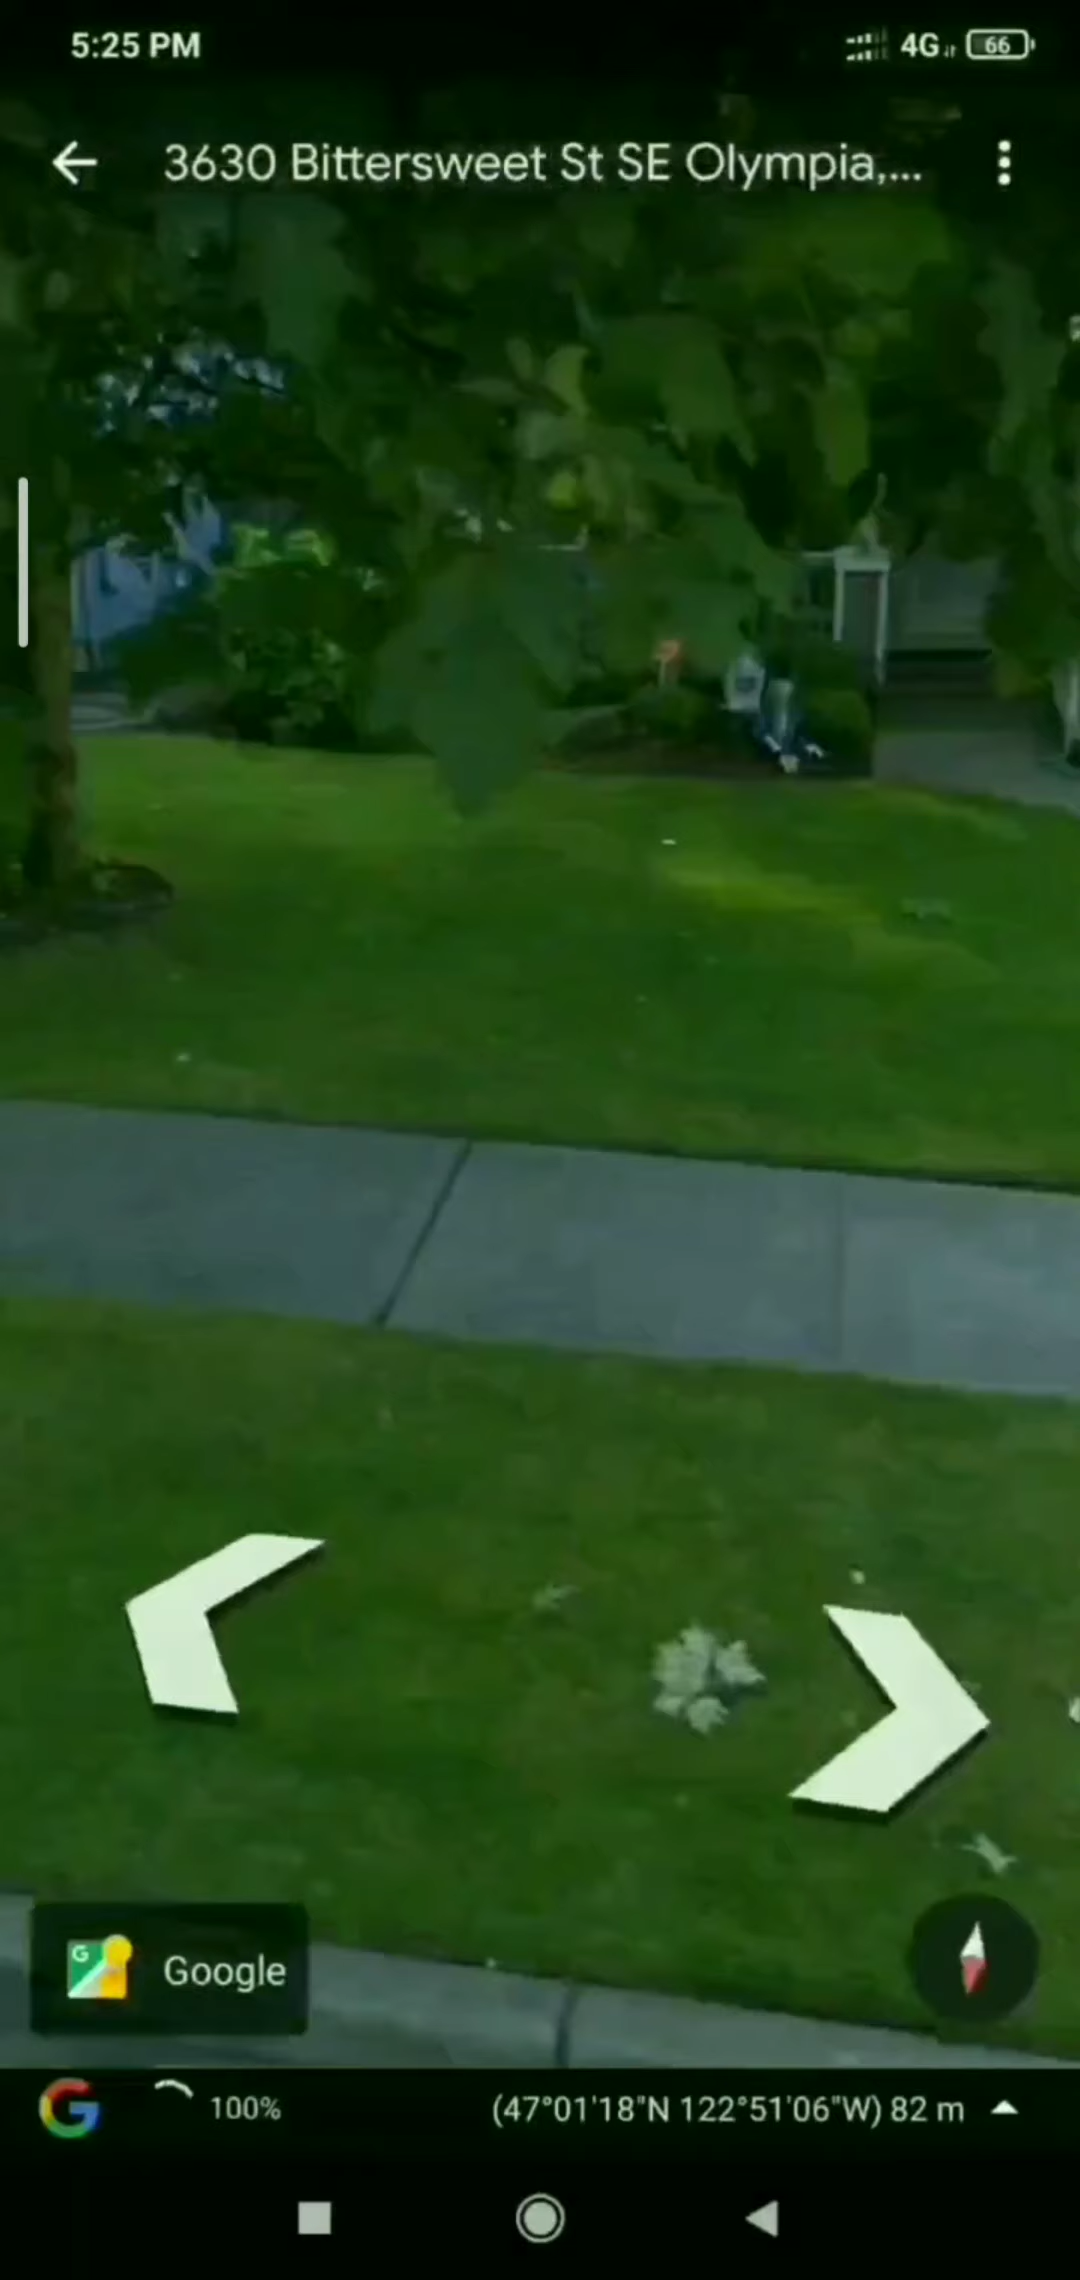 5:25 PM
4G 66
3630 Bittersweet St SE Olympia,...
G
Google
G 100% (47°01'18"N 122°51'06"W) 82 m